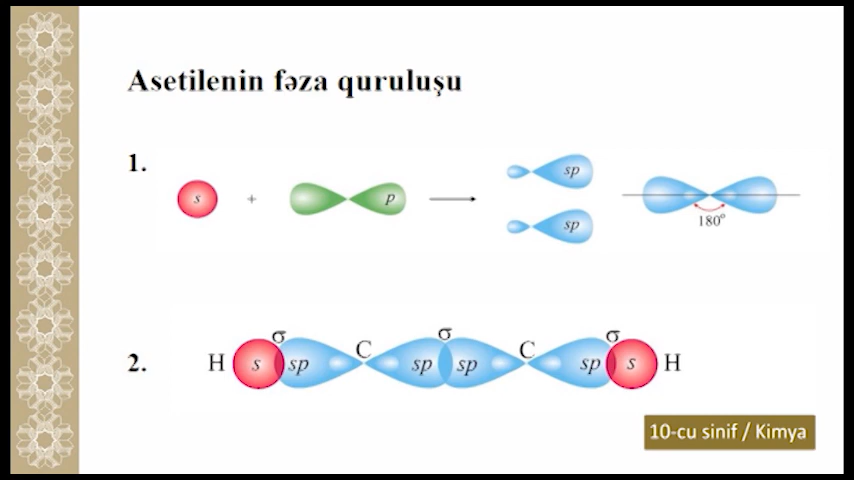 Asetilenin fəza quruluşu
1.
s + p sp
sp
180°
2.
σ σ σ
H s sp C sp sp C sp s H
10-cu sinif / Kimya